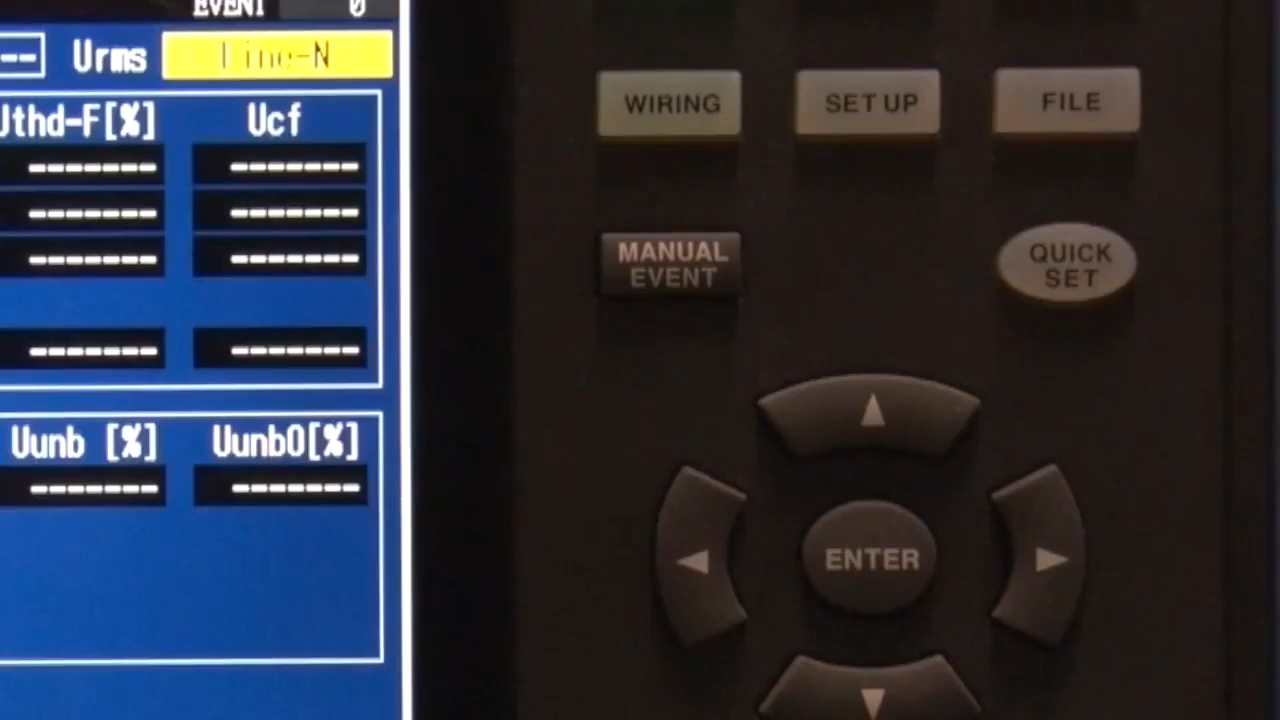 EVENT 0
-- Urms Line-N
Uthd-F[%] Ucf
------- -------
------- -------
------- -------
------- -------
Uunb [%] Uunb0[%]
------- -------
WIRING
SET UP
FILE
MANUAL
EVENT
QUICK
SET
ENTER